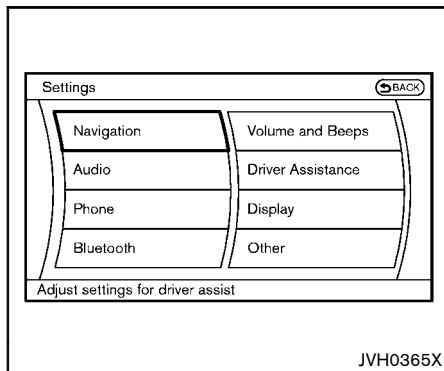 Settings
BACK
Navigation
Volume and Beeps
Audio
Driver Assistance
Phone
Display
Bluetooth
Other
Adjust settings for driver assist
JVH0365X